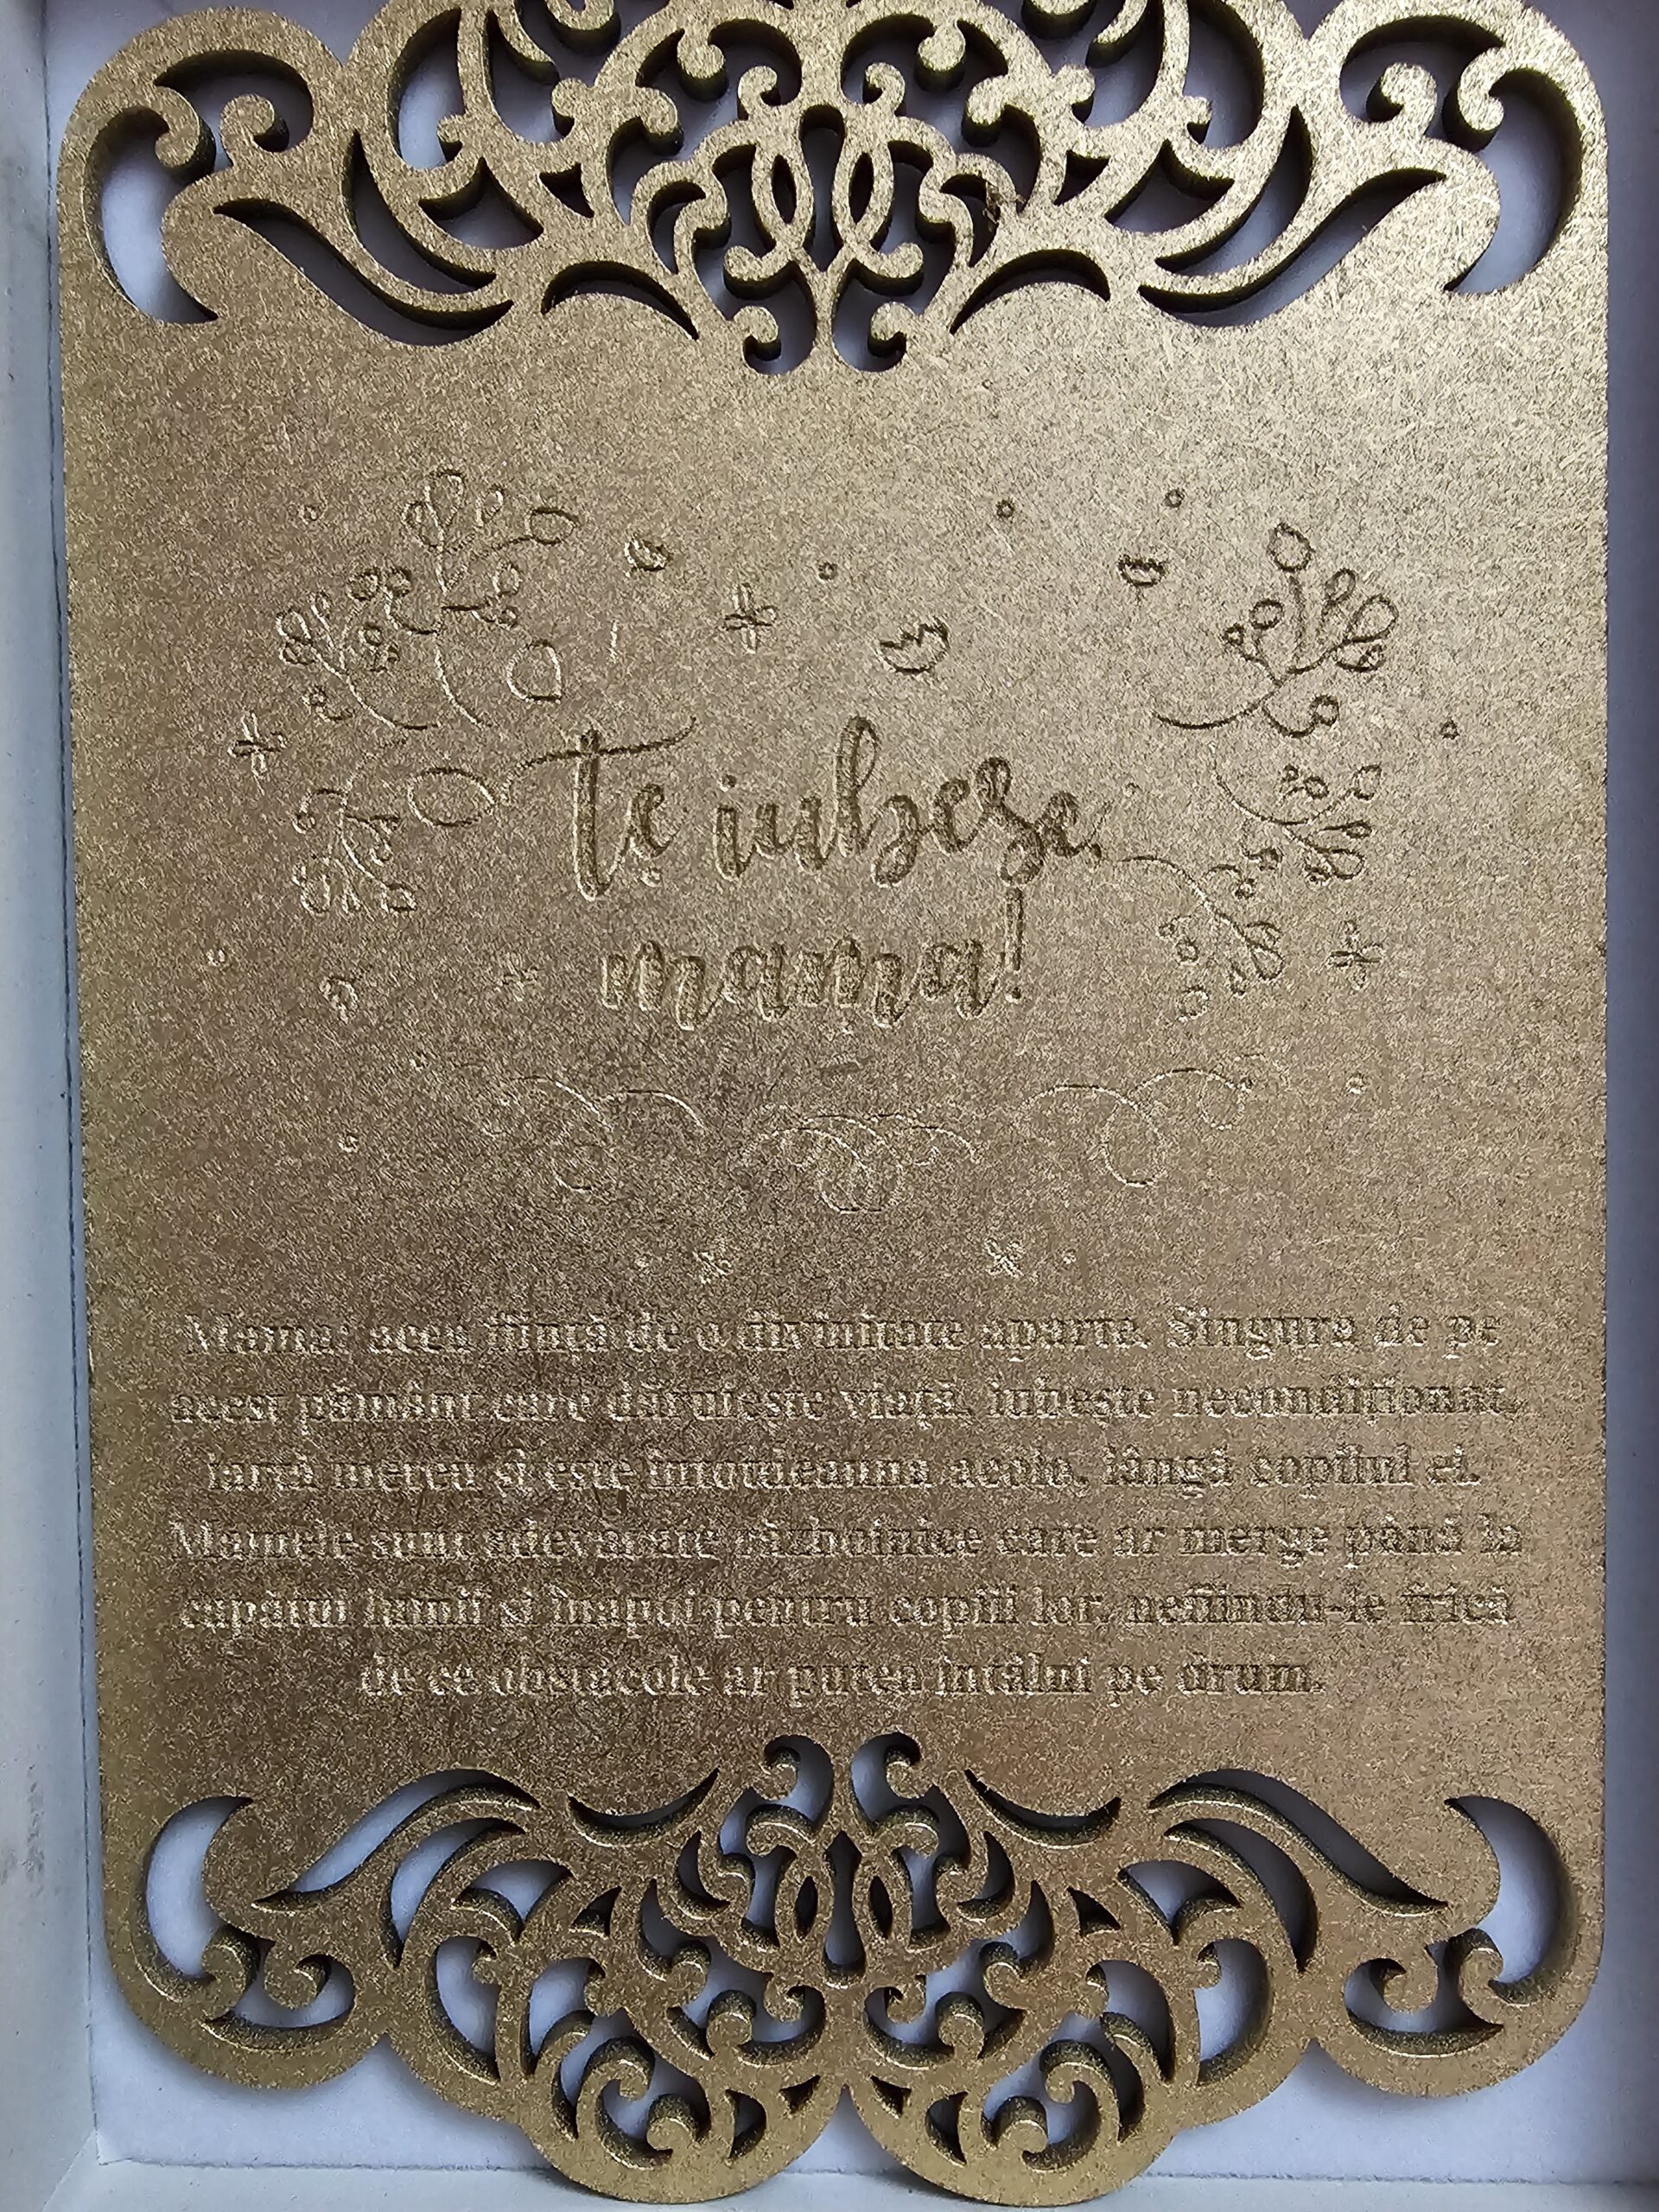 te iubesc
mama!
Mama: acea ființă de o divinitate aparte. Singura de pe
acest pământ care dăruiește viață, iubește necondiționat,
iartă mereu și este întotdeauna acolo, lângă copilul ei.
Mamele sunt adevărate războinice care ar merge până la
capătul lumii și înapoi pentru copiii lor, nefiindu-le frică
de ce obstacole ar putea întâlni pe drum.